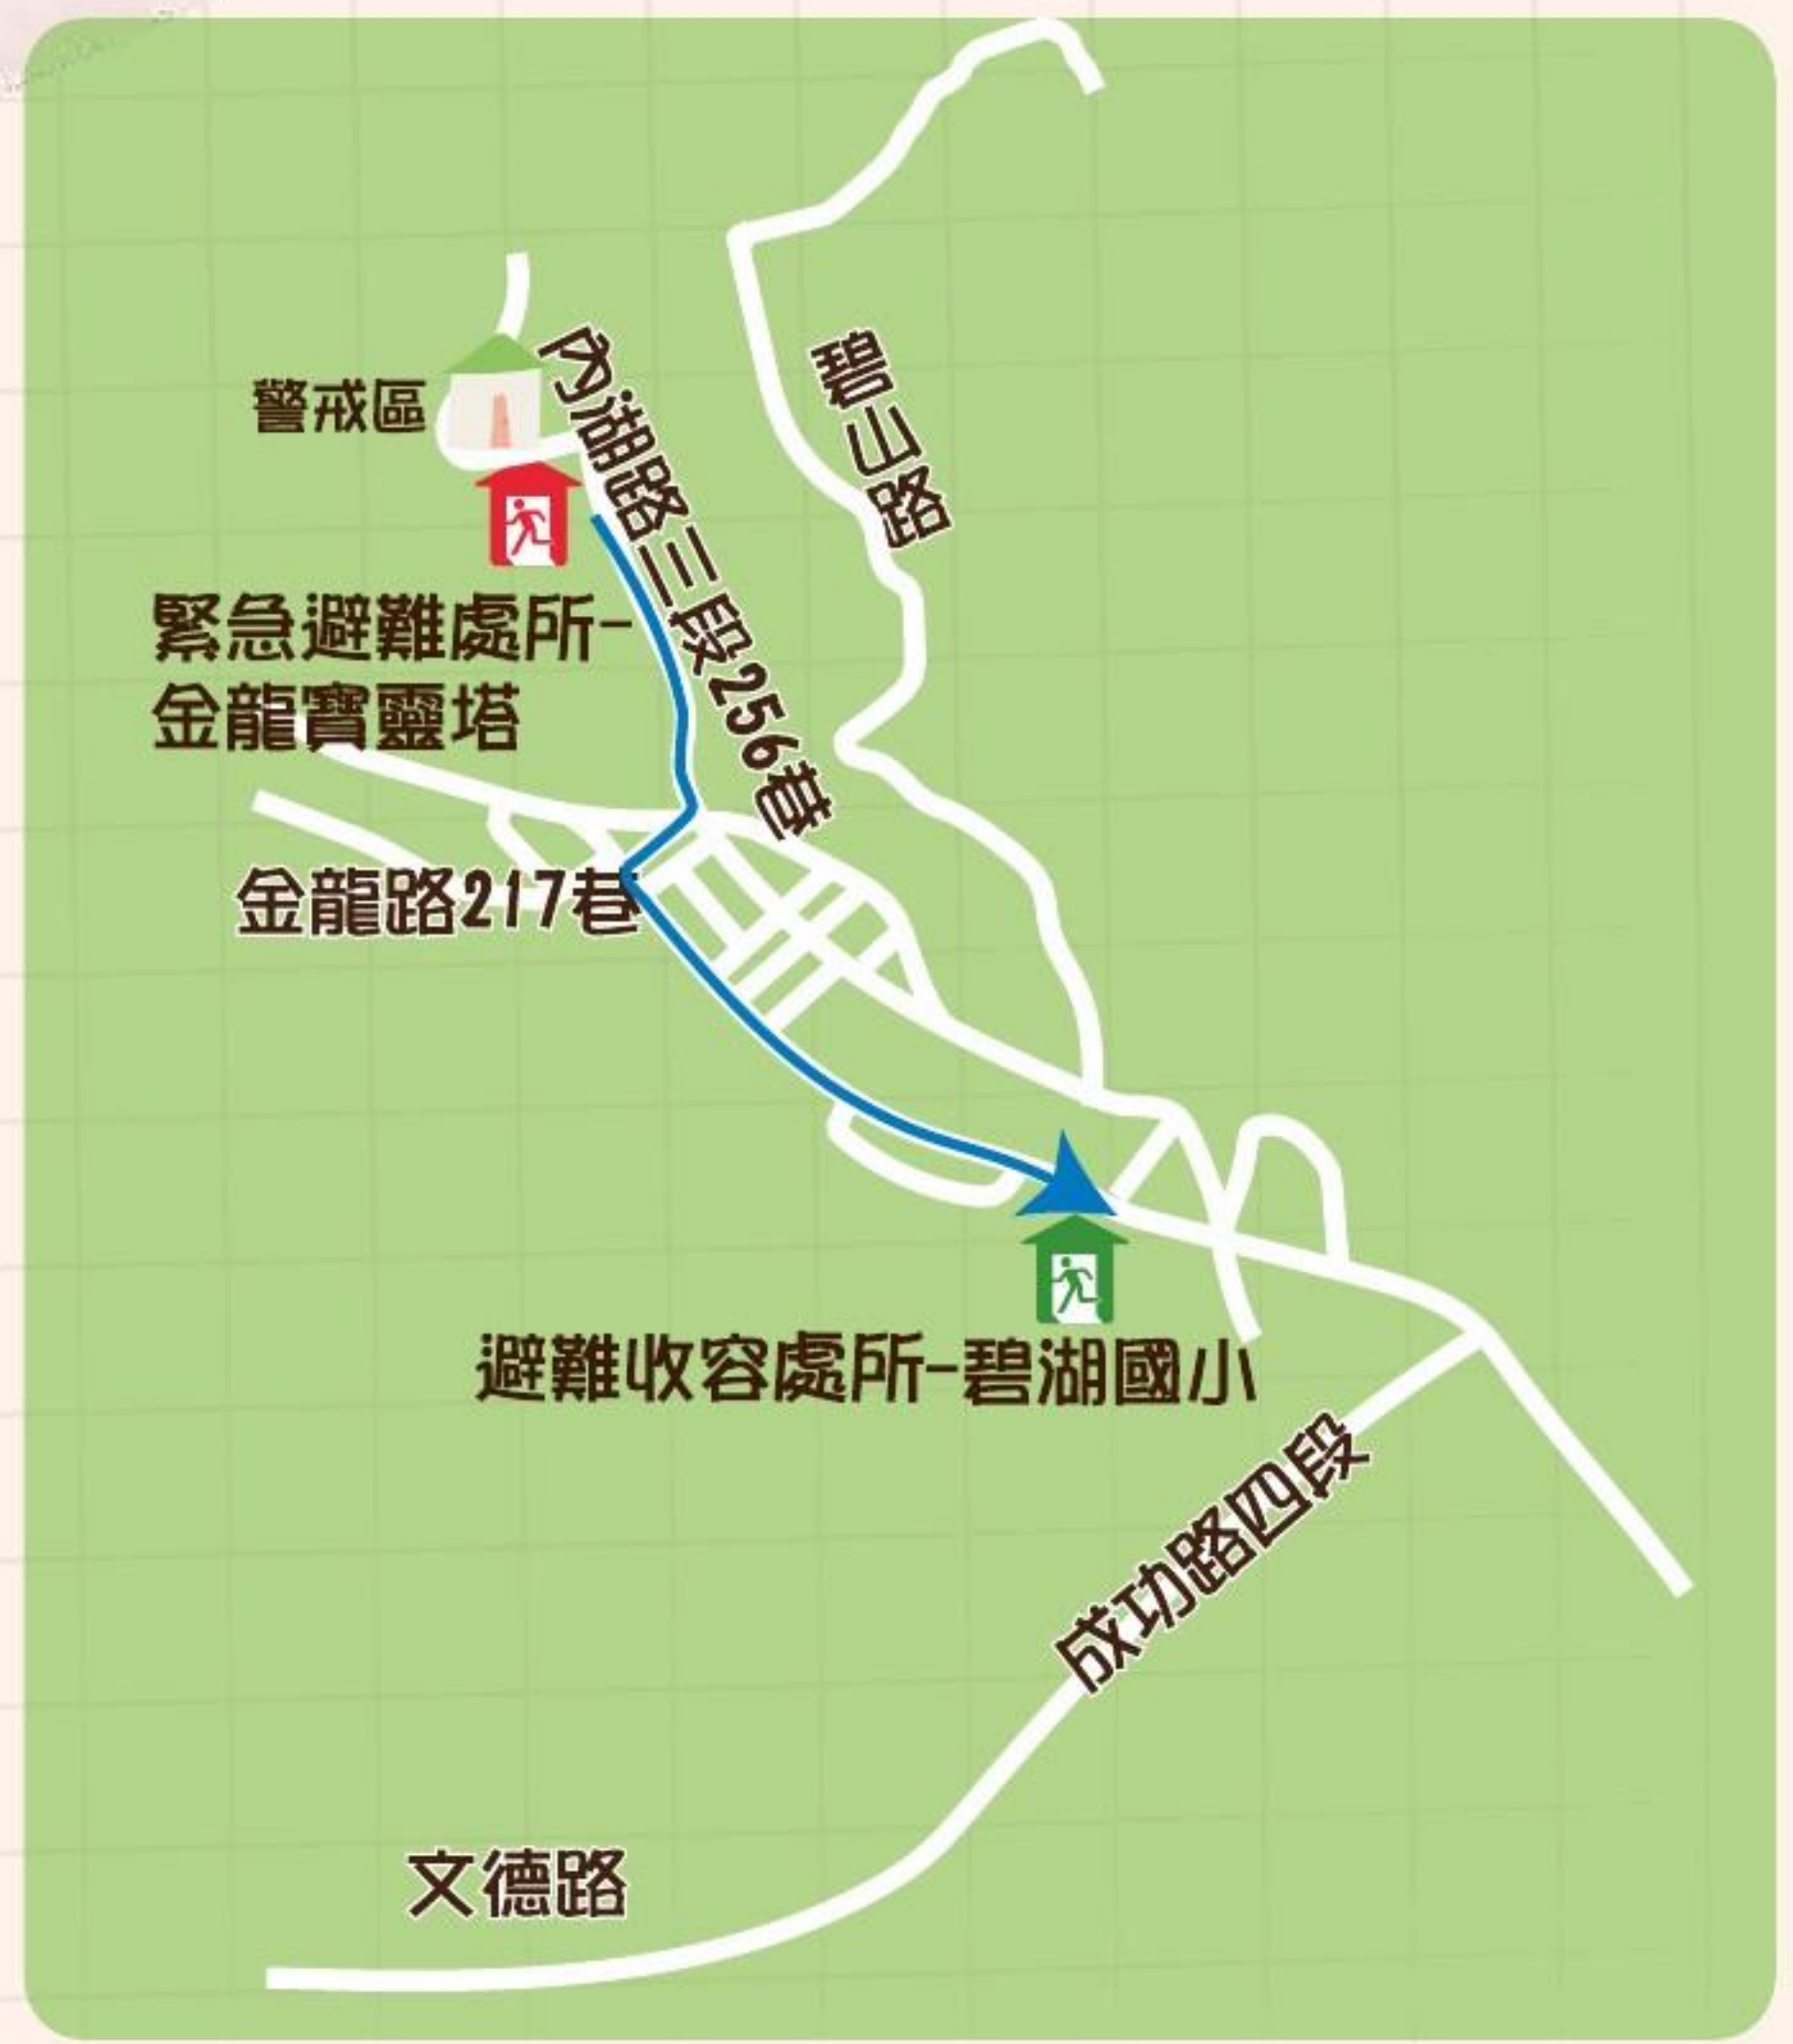 碧山路
內湖路三段256巷
警戒區
緊急避難處所-
金龍寶靈塔
金龍路217巷
避難收容處所-碧湖國小
成功路四段
文德路